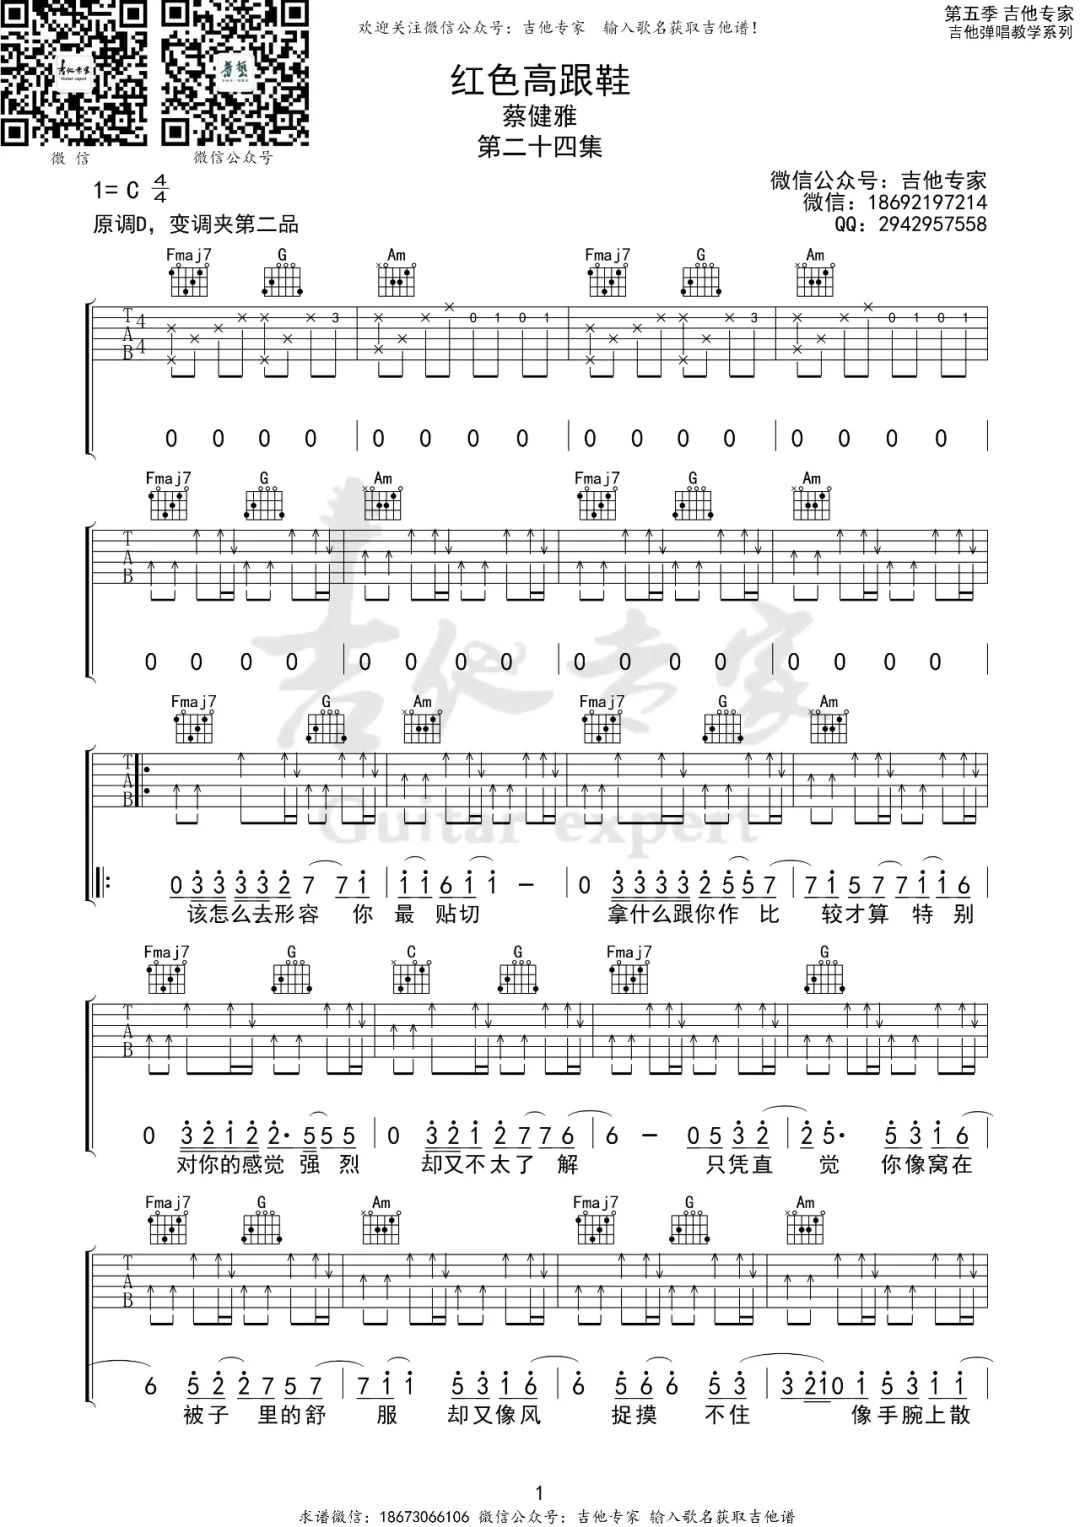 欢迎关注微信公众号：吉他专家　输入歌名获取吉他谱！
第五季 吉他专家
吉他弹唱教学系列
吉他专家
Guitar expert
微 信
微信公众号
红色高跟鞋
蔡健雅
第二十四集
1= C 4/4
原调D，变调夹第二品
微信公众号：吉他专家
微信：18692197214
QQ：2942957558
Fmaj7 G Am Fmaj7 G Am
T A B 4/4 3 0 1 0 1 3 0 1 0 1
0 0 0 0 | 0 0 0 0 | 0 0 0 0 | 0 0 0 0
Fmaj7 G Am Fmaj7 G Am
T A B
0 0 0 0 | 0 0 0 0 | 0 0 0 0 | 0 0 0 0
吉他专家
Guitar expert
Fmaj7 G Am Fmaj7 G Am
T A B
0 3 3 3 3 2 7 7 1 | 1 1 6 1 1 – | 0 3 3 3 3 2 5 5 7 | 7 1 5 7 7 1 1 6
该怎么去形容 你 最 贴切 拿什么跟你作 比 较才算 特 别
Fmaj7 G C G Fmaj7 G
T A B
0 3 2 1 2 2· 5 5 5 | 0 3 2 1 2 7 7 6 | 6 – 0 5 3 2 | 2 5· 5 3 1 6
对你的感觉 强 烈 却又不太了 解 只凭直 觉 你像窝在
Fmaj7 G Am Fmaj7 G Am
T A B
6 5 2 2 7 5 7 | 7 1 1 5 3 1 6 | 6 5 6 6 5 3 | 3 2 1 0 1 5 3 1 1
被子 里的舒 服 却又像风 捉摸 不住 像手腕上散
1
求谱微信：18673066106 微信公众号：吉他专家 输入歌名获取吉他谱